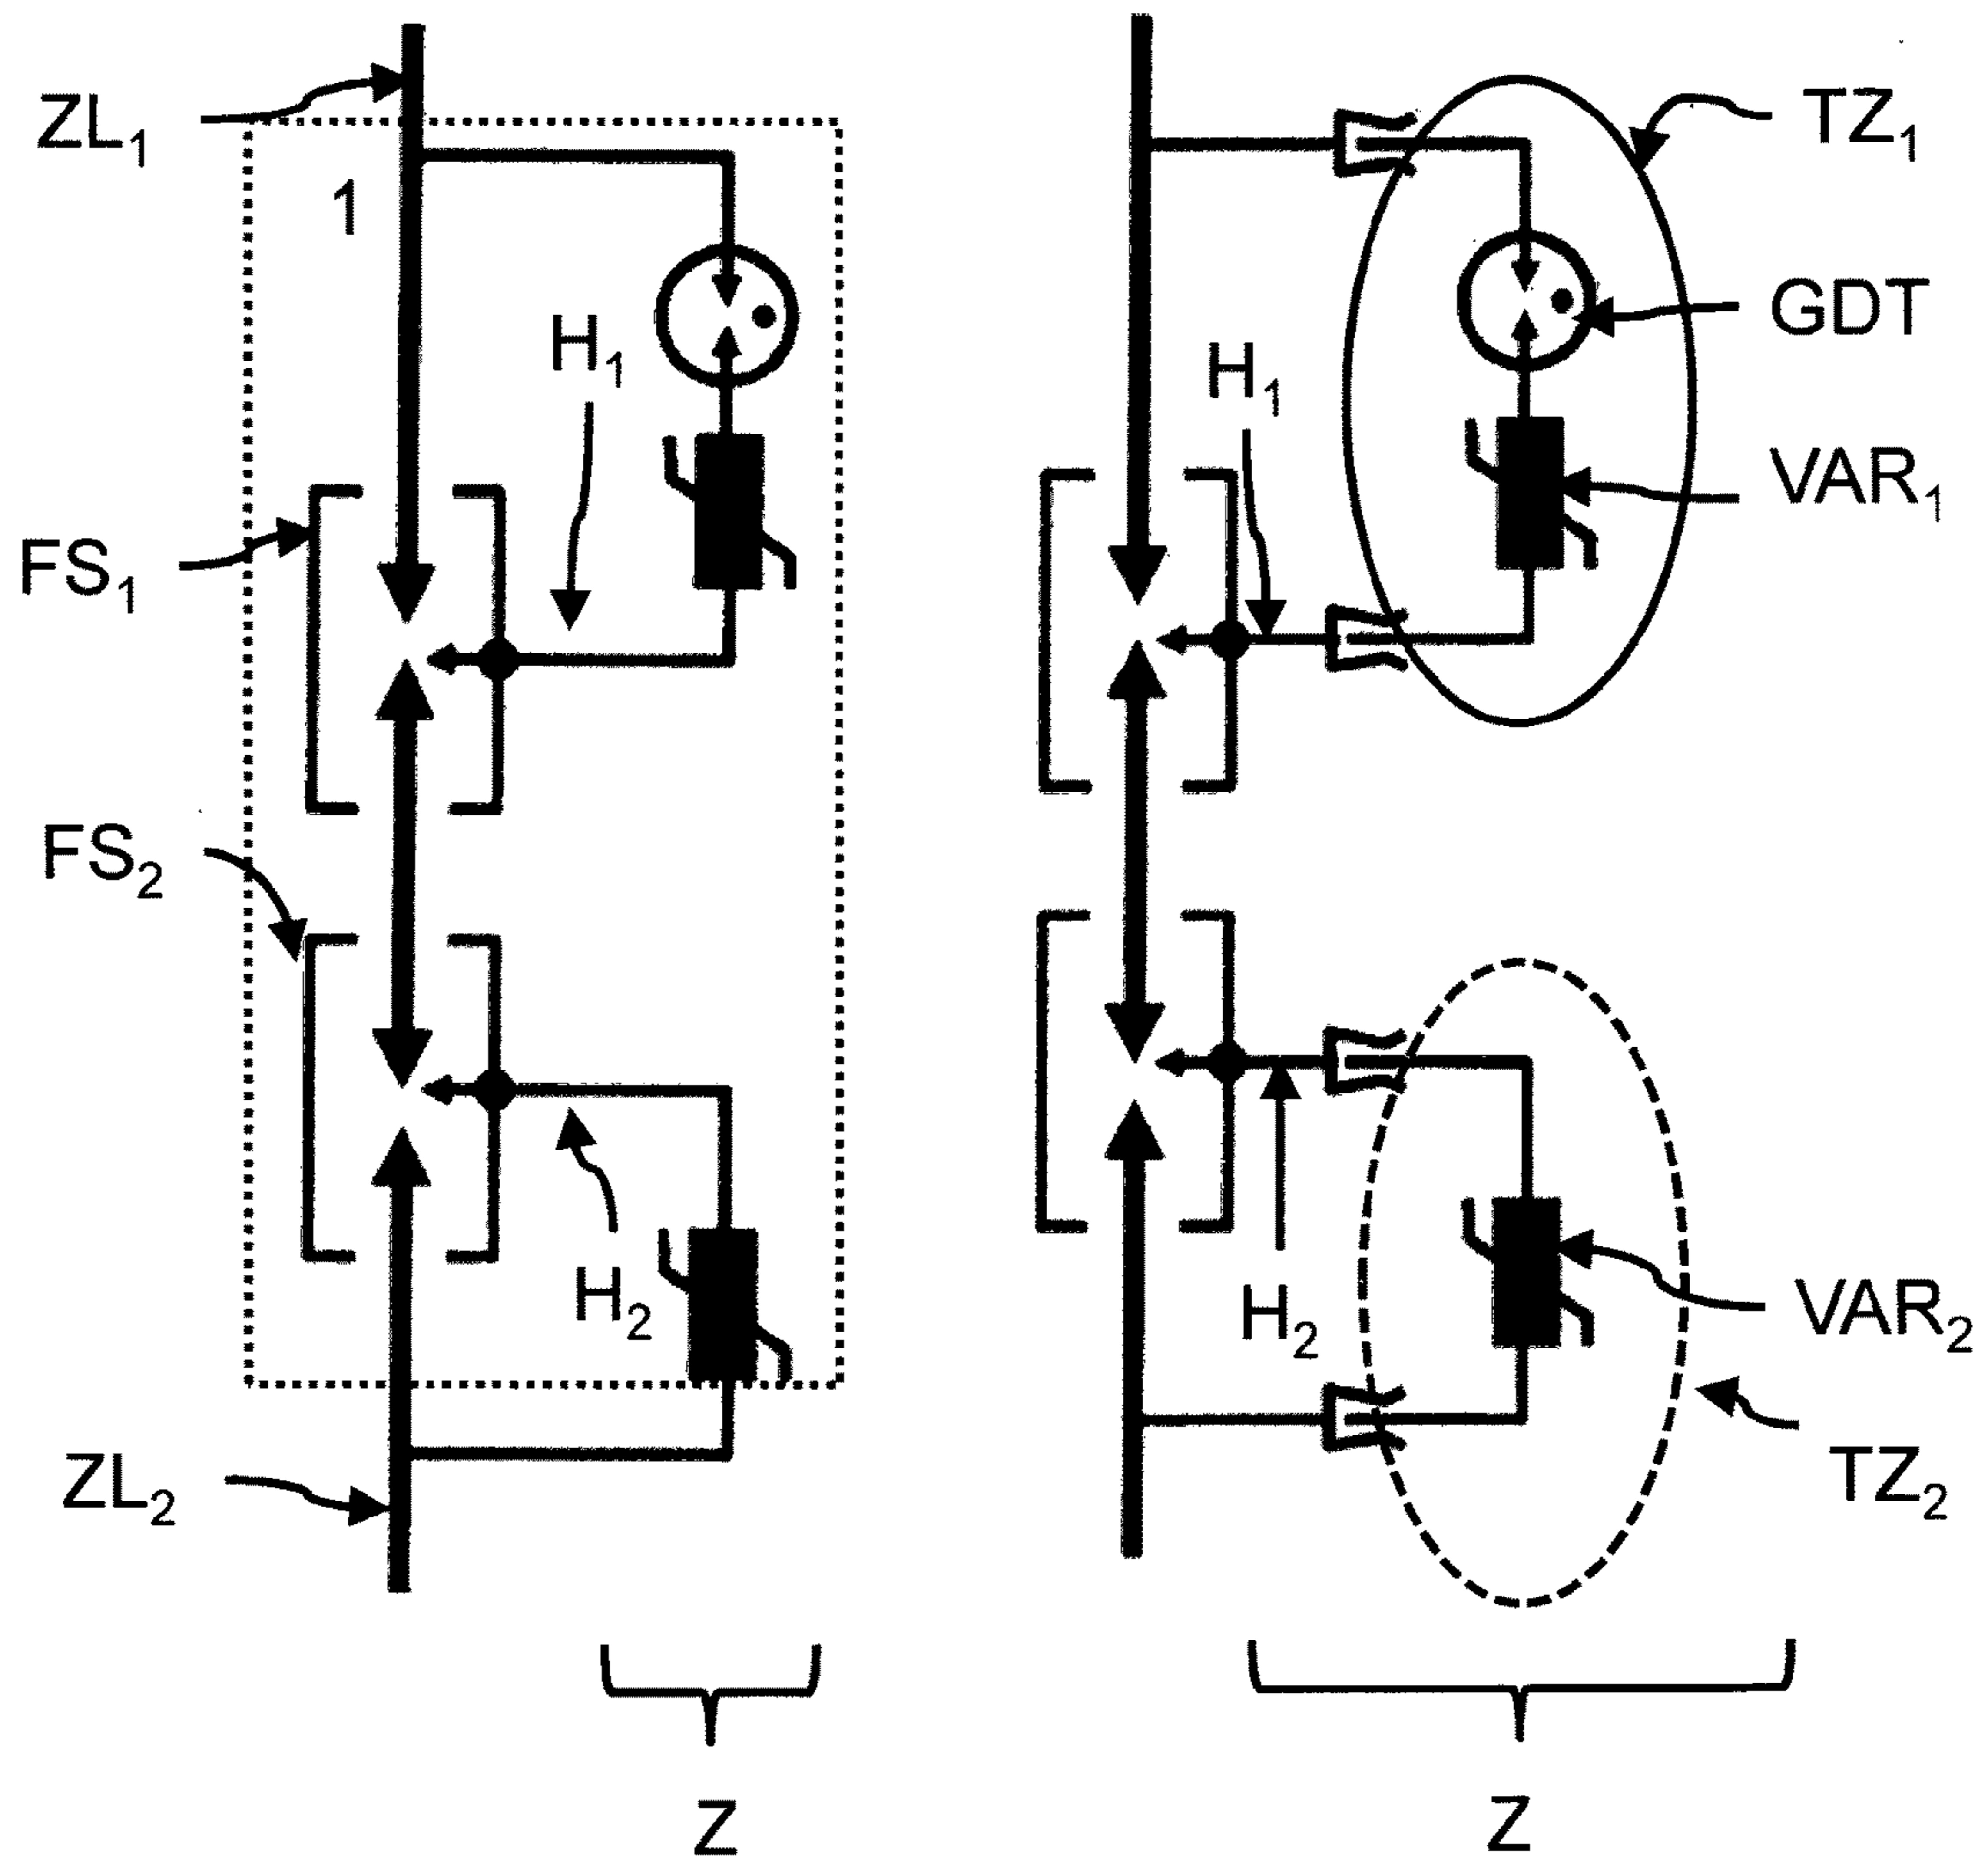 ZL₁
1
H₁
FS₁
FS₂
H₂
ZL₂
Z
TZ₁
GDT
H₁
VAR₁
H₂
VAR₂
TZ₂
Z